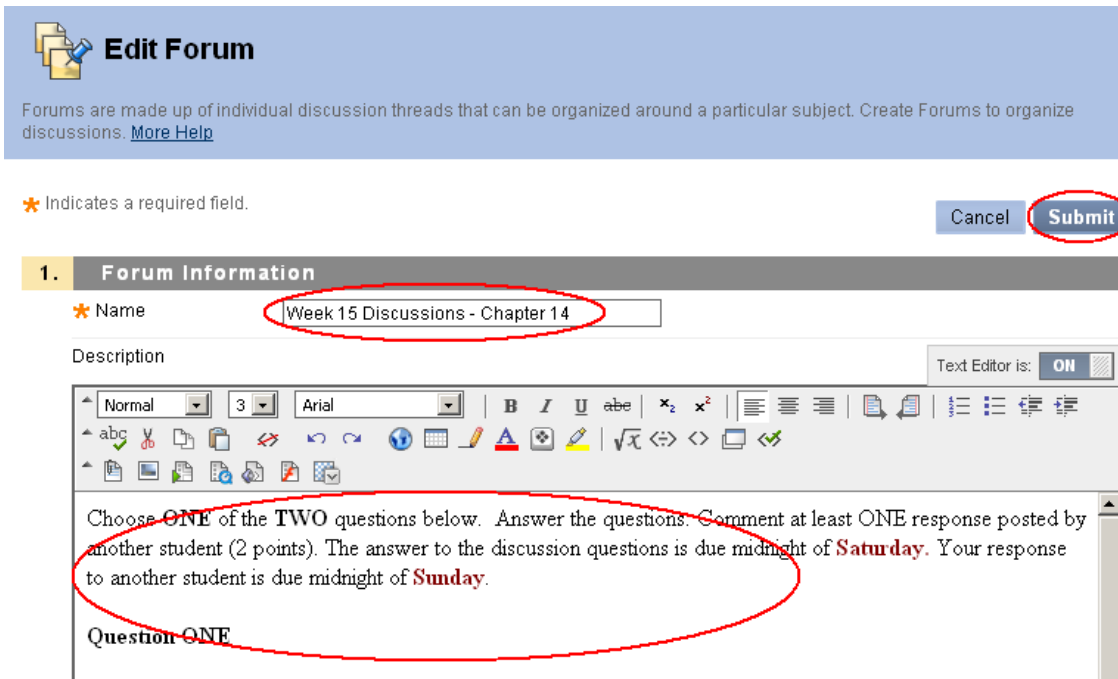 Edit Forum
Forums are made up of individual discussion threads that can be organized around a particular subject. Create Forums to organize
discussions. More Help
Indicates a required field.
Cancel Submit
1. Forum Information
Name Week 15 Discussions - Chapter 14
Description
Text Editor is: ON
Normal 3 Arial B I U abc x₂ x²
abc
Choose ONE of the TWO questions below. Answer the questions. Comment at least ONE response posted by
another student (2 points). The answer to the discussion questions is due midnight of Saturday. Your response
to another student is due midnight of Sunday.
Question ONE